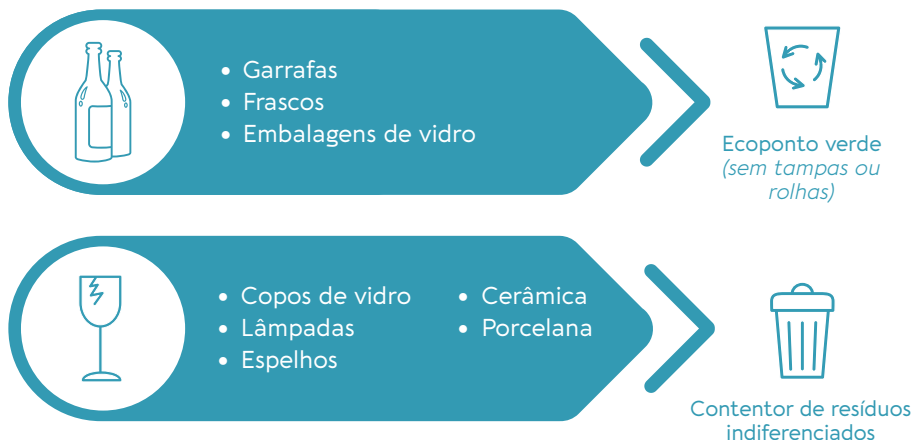 • Garrafas
• Frascos
• Embalagens de vidro
Ecoponto verde
(sem tampas ou
rolhas)
• Copos de vidro
• Lâmpadas
• Espelhos
• Cerâmica
• Porcelana
Contentor de resíduos
indiferenciados